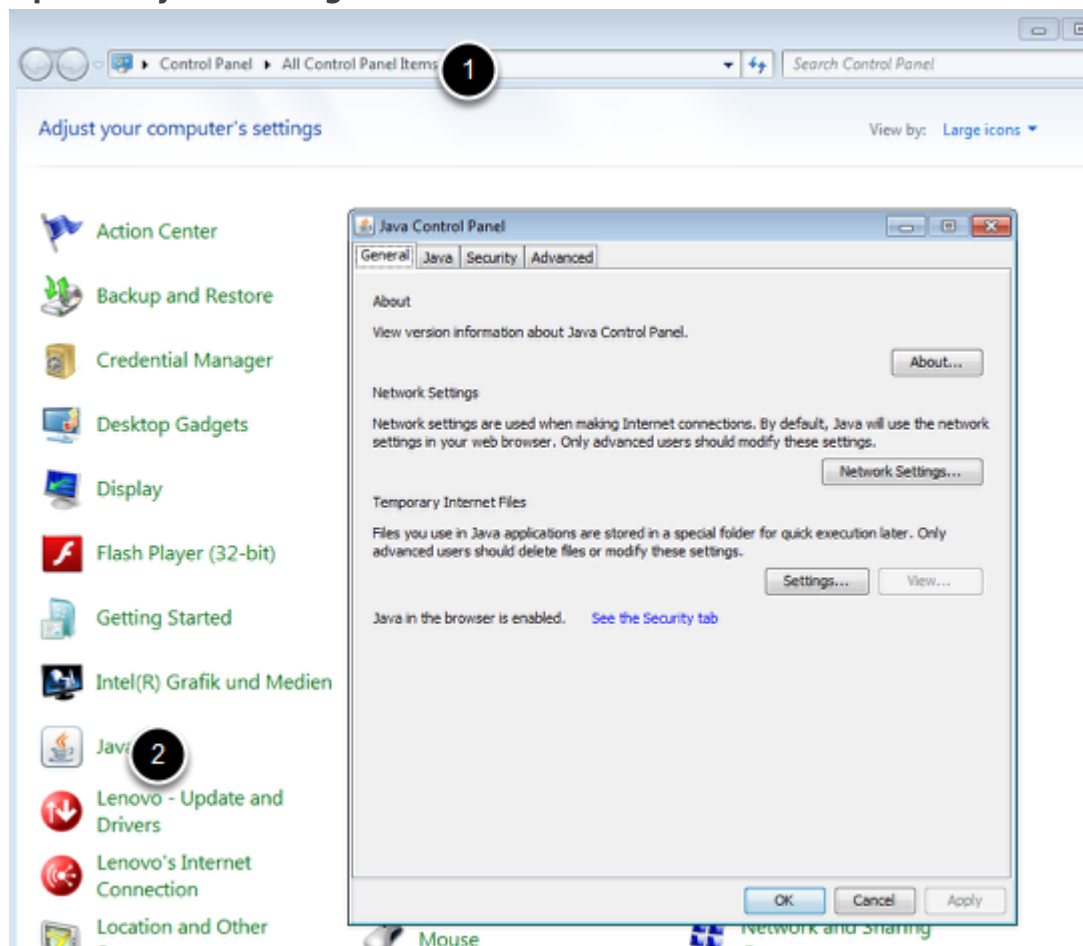 Control Panel ▸ All Control Panel Items
1
Search Control Panel
Adjust your computer's settings
View by: Large icons
Action Center
Backup and Restore
Credential Manager
Desktop Gadgets
Display
Flash Player (32-bit)
Getting Started
Intel(R) Grafik und Medien
Java
2
Lenovo - Update and
Drivers
Lenovo's Internet
Connection
Location and Other
Java Control Panel
General Java Security Advanced
About
View version information about Java Control Panel.
About...
Network Settings
Network settings are used when making Internet connections. By default, Java will use the network
settings in your web browser. Only advanced users should modify these settings.
Network Settings...
Temporary Internet Files
Files you use in Java applications are stored in a special folder for quick execution later. Only
advanced users should delete files or modify these settings.
Settings... View...
Java in the browser is enabled. See the Security tab
OK Cancel Apply
Mouse
Network and Sharing